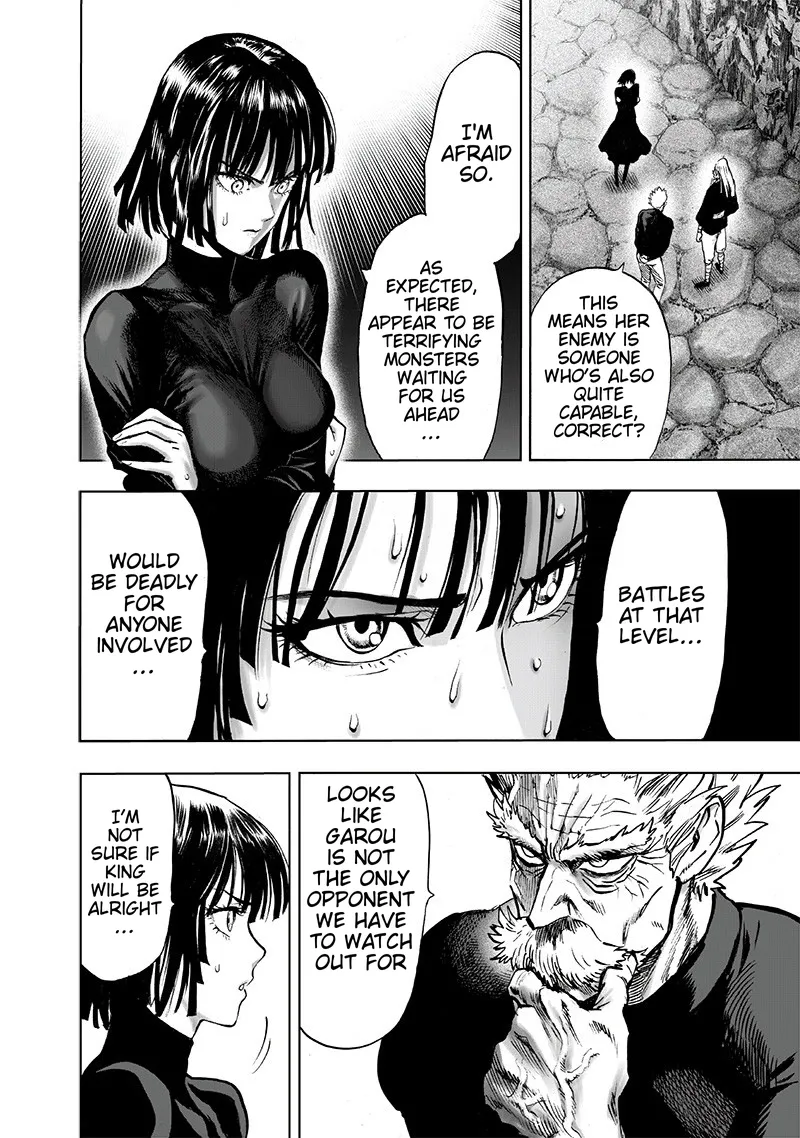 THIS
MEANS HER
ENEMY IS
SOMEONE
WHO'S ALSO
QUITE
CAPABLE,
CORRECT?
I'M
AFRAID
SO.
AS
EXPECTED,
THERE
APPEAR TO BE
TERRIFYING
MONSTERS
WAITING
FOR US
AHEAD
...
BATTLES
AT THAT
LEVEL...
WOULD
BE DEADLY
FOR
ANYONE
INVOLVED
...
LOOKS
LIKE
GAROU
IS NOT
THE ONLY
OPPONENT
WE HAVE
TO WATCH
OUT FOR
I'M
NOT
SURE IF
KING
WILL BE
ALRIGHT
...